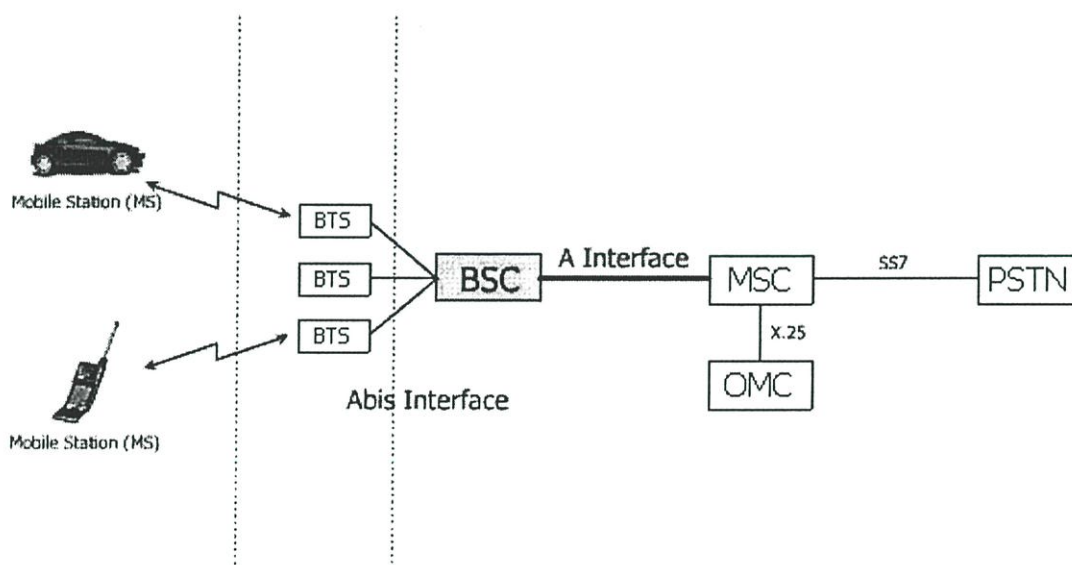 Mobile Station (MS)
BTS
BTS
BTS
BSC
A Interface
MSC
SS7
PSTN
X.25
OMC
Abis Interface
Mobile Station (MS)